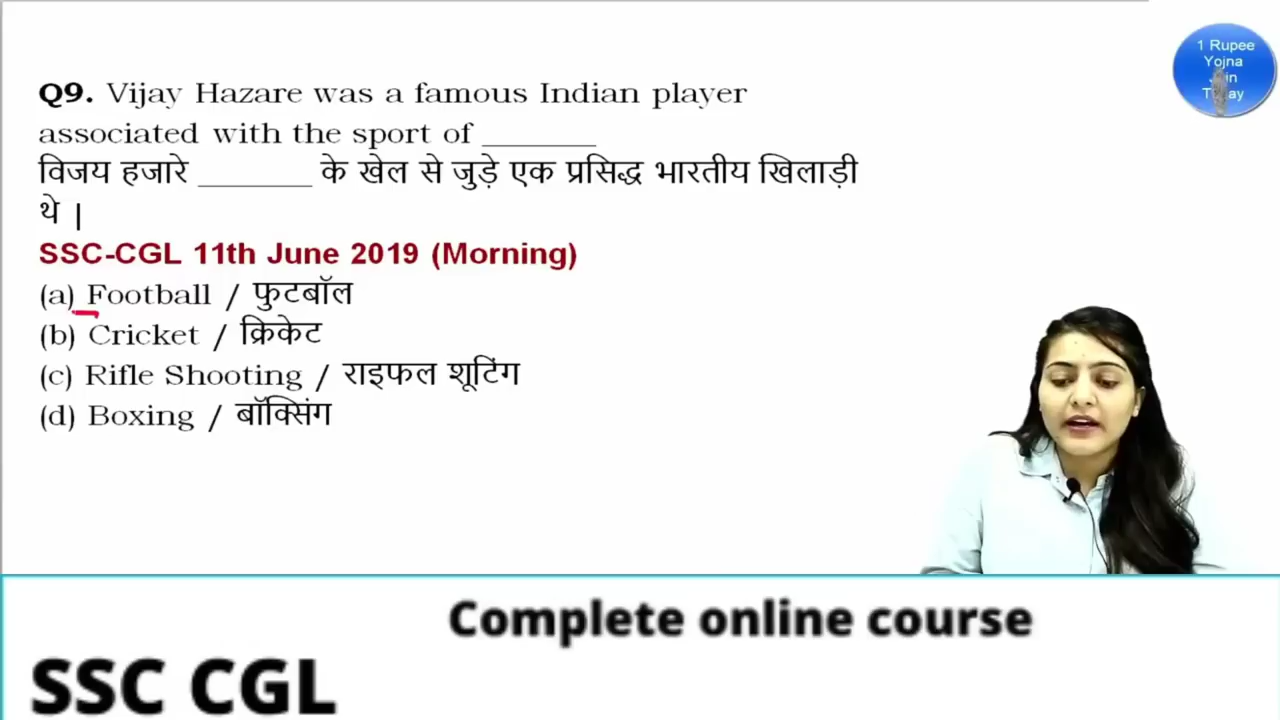 1 Rupee
Yojna
Q9. Vijay Hazare was a famous Indian player
associated with the sport of _______
विजय हजारे _______ के खेल से जुड़े एक प्रसिद्ध भारतीय खिलाड़ी
थे |
SSC-CGL 11th June 2019 (Morning)
(a) Football / फुटबॉल
(b) Cricket / क्रिकेट
(c) Rifle Shooting / राइफल शूटिंग
(d) Boxing / बॉक्सिंग
Complete online course
SSC CGL